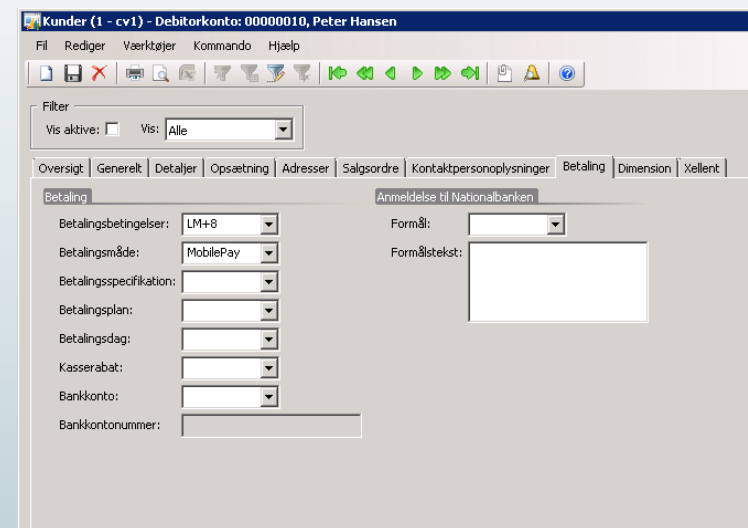 Kunder (1 - cv1) - Debitorkonto: 00000010, Peter Hansen
Fil Rediger Værktøjer Kommando Hjælp
Filter
Vis aktive: Vis: Alle
Oversigt Generelt Detaljer Opsætning Adresser Salgsordre Kontaktpersonoplysninger Betaling Dimension Xellent
Betaling Anmeldelse til Nationalbanken
Betalingsbetingelser: LM+8 Formål:
Betalingsmåde: MobilePay Formålstekst:
Betalingsspecifikation:
Betalingsplan:
Betalingsdag:
Kasserabat:
Bankkonto:
Bankkontonummer: